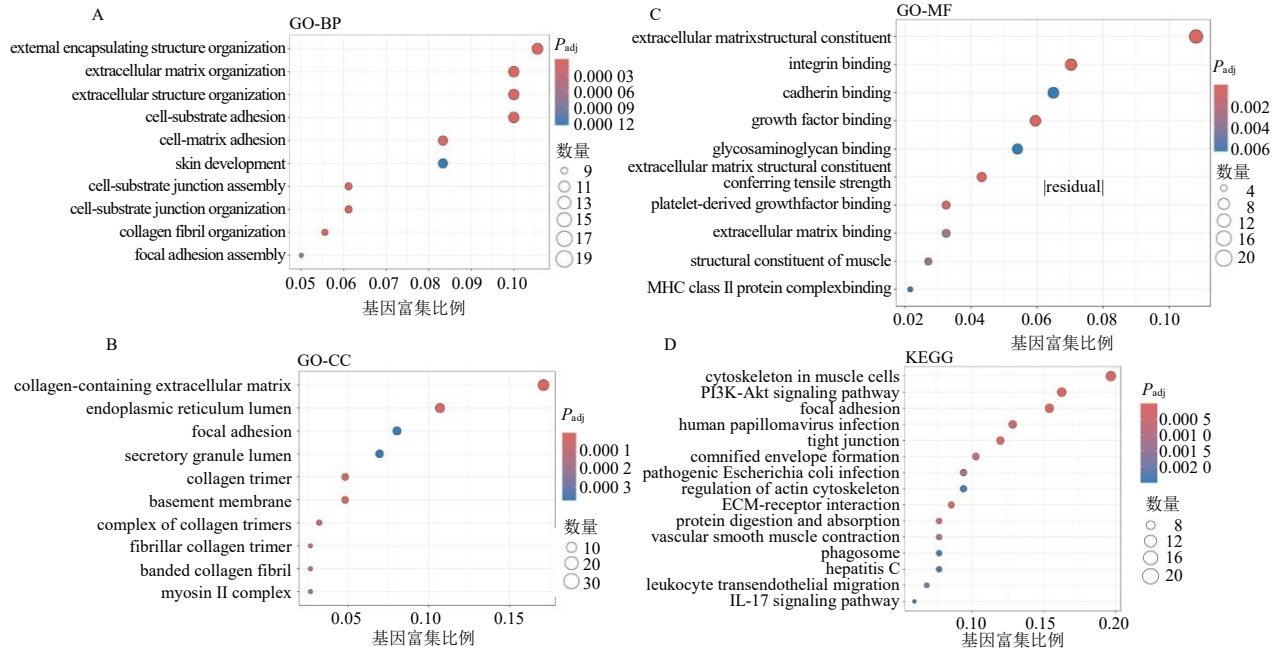 A
GO-BP
external encapsulating structure organization
extracellular matrix organization
extracellular structure organization
cell-substrate adhesion
cell-matrix adhesion
skin development
cell-substrate junction assembly
cell-substrate junction organization
collagen fibril organization
focal adhesion assembly
0.05 0.06 0.07 0.08 0.09 0.10
基因富集比例
Padj
0.000 03
0.000 06
0.000 09
0.000 12
数量
9
11
13
15
17
19
B
GO-CC
collagen-containing extracellular matrix
endoplasmic reticulum lumen
focal adhesion
secretory granule lumen
collagen trimer
basement membrane
complex of collagen trimers
fibrillar collagen trimer
banded collagen fibril
myosin II complex
0.05 0.10 0.15
基因富集比例
Padj
0.000 1
0.000 2
0.000 3
数量
10
20
30
C
GO-MF
extracellular matrixstructural constituent
integrin binding
cadherin binding
growth factor binding
glycosaminoglycan binding
extracellular matrix structural constituent
conferring tensile strength
platelet-derived growthfactor binding
extracellular matrix binding
structural constituent of muscle
MHC class II protein complexbinding
|residual|
0.02 0.04 0.06 0.08 0.10
基因富集比例
Padj
0.002
0.004
0.006
数量
4
8
12
16
20
D
KEGG
cytoskeleton in muscle cells
PI3K-Akt signaling pathway
focal adhesion
human papillomavirus infection
tight junction
comnified envelope formation
pathogenic Escherichia coli infection
regulation of actin cytoskeleton
ECM-receptor interaction
protein digestion and absorption
vascular smooth muscle contraction
phagosome
hepatitis C
leukocyte transendothelial migration
IL-17 signaling pathway
0.10 0.15 0.20
基因富集比例
Padj
0.000 5
0.001 0
0.001 5
0.002 0
数量
8
12
16
20